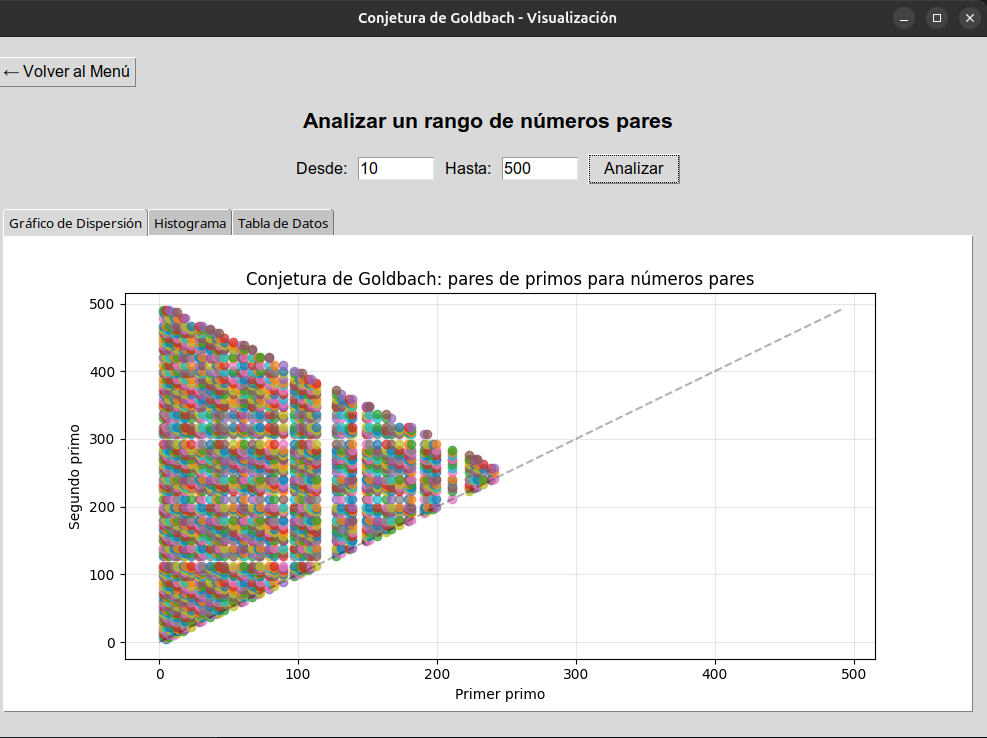 Conjetura de Goldbach - Visualización
← Volver al Menú
Analizar un rango de números pares
Desde: 10 Hasta: 500 Analizar
Gráfico de Dispersión Histograma Tabla de Datos
Conjetura de Goldbach: pares de primos para números pares
500
400
300
200
100
0
Segundo primo
0 100 200 300 400 500
Primer primo